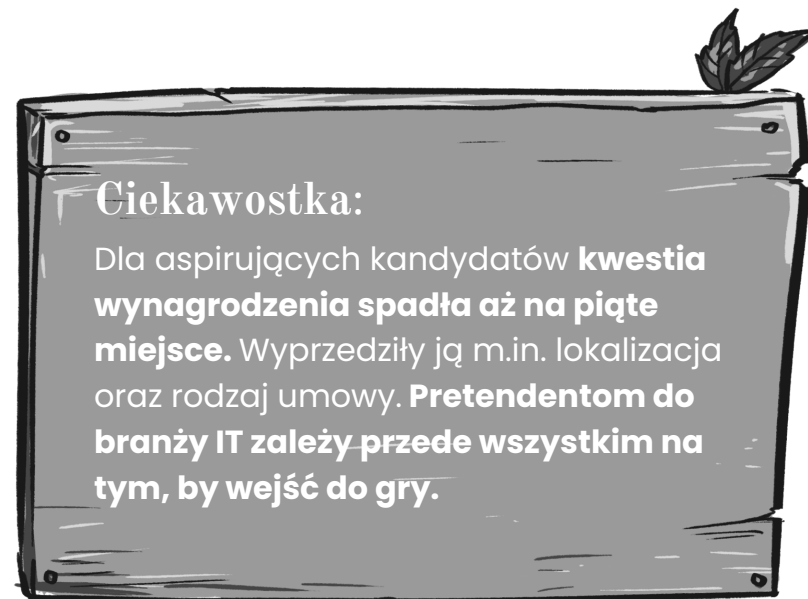 Ciekawostka:
Dla aspirujących kandydatów kwestia
wynagrodzenia spadła aż na piąte
miejsce. Wyprzedziły ją m.in. lokalizacja
oraz rodzaj umowy. Pretendentom do
branży IT zależy przede wszystkim na
tym, by wejść do gry.